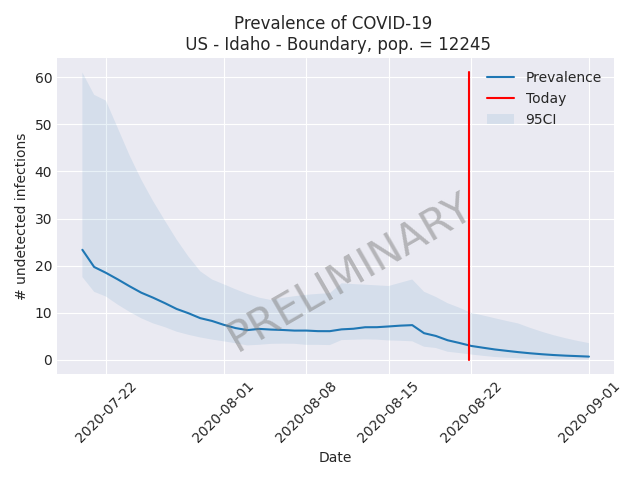 Prevalence of COVID-19
US - Idaho - Boundary, pop. = 12245
60
50
40
30
20
10
0
# undetected infections
Prevalence
Today
95CI
PRELIMINARY
2020-07-22
2020-08-01
2020-08-08
2020-08-15
2020-08-22
2020-09-01
Date